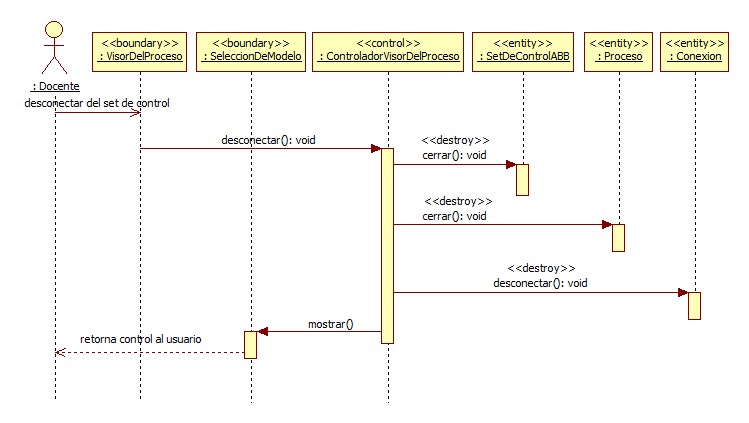 <<boundary>>
: VisorDelProceso
<<boundary>>
: SeleccionDeModelo
<<control>>
: ControladorVisorDelProceso
<<entity>>
: SetDeControlABB
<<entity>>
: Proceso
<<entity>>
: Conexion
: Docente
desconectar del set de control
desconectar(): void
<<destroy>>
cerrar(): void
<<destroy>>
cerrar(): void
<<destroy>>
desconectar(): void
mostrar()
retorna control al usuario